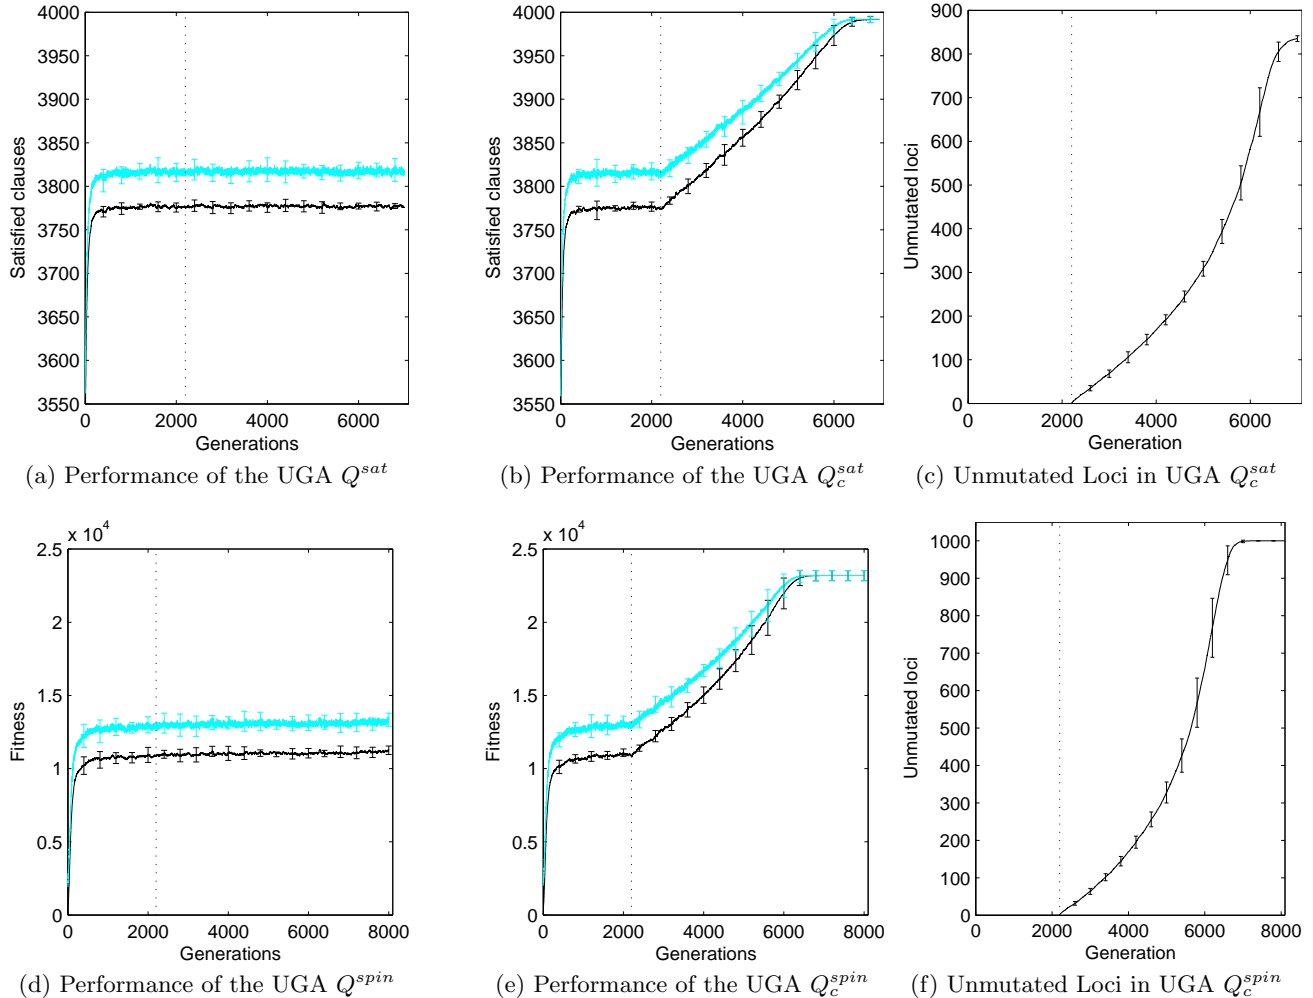 4000
3950
3900
3850
3800
3750
3700
3650
3600
3550
Satisfied clauses
0 2000 4000 6000
Generations
(a) Performance of the UGA Q^sat
4000
3950
3900
3850
3800
3750
3700
3650
3600
3550
Satisfied clauses
0 2000 4000 6000
Generations
(b) Performance of the UGA Q_c^sat
900
800
700
600
500
400
300
200
100
0
Unmutated loci
0 2000 4000 6000
Generation
(c) Unmutated Loci in UGA Q_c^sat
x 10^4
2.5
2
1.5
1
0.5
0
Fitness
0 2000 4000 6000 8000
Generations
(d) Performance of the UGA Q^spin
x 10^4
2.5
2
1.5
1
0.5
0
Fitness
0 2000 4000 6000 8000
Generations
(e) Performance of the UGA Q_c^spin
1000
900
800
700
600
500
400
300
200
100
0
Unmutated loci
0 2000 4000 6000 8000
Generation
(f) Unmutated Loci in UGA Q_c^spin